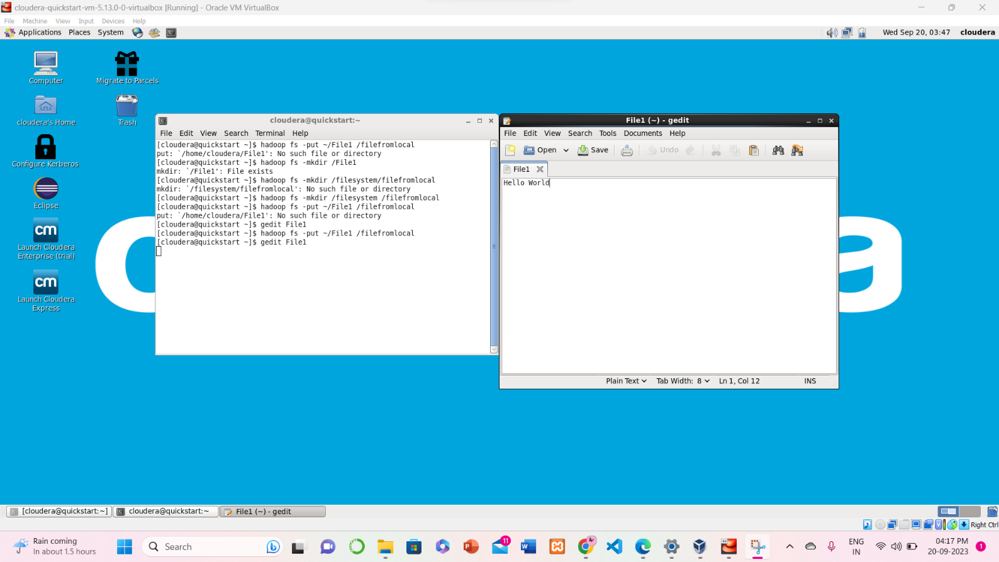 cloudera-quickstart-vm-5.13.0-0-virtualbox [Running] - Oracle VM VirtualBox
File Machine View Input Devices Help
Applications Places System
Wed Sep 20, 03:47 cloudera
Computer
Migrate to Parcels
cloudera's Home
Trash
Configure Kerberos
Eclipse
cm
Launch Cloudera
Enterprise (trial)
cm
Launch Cloudera
Express
cloudera@quickstart:~
File Edit View Search Terminal Help
[cloudera@quickstart ~]$ hadoop fs -put ~/File1 /filefromlocal
put: `/home/cloudera/File1': No such file or directory
[cloudera@quickstart ~]$ hadoop fs -mkdir /File1
mkdir: `/File1': File exists
[cloudera@quickstart ~]$ hadoop fs -mkdir /filesystem/filefromlocal
mkdir: `/filesystem/filefromlocal': No such file or directory
[cloudera@quickstart ~]$ hadoop fs -mkdir /filesystem /filefromlocal
[cloudera@quickstart ~]$ hadoop fs -put ~/File1 /filefromlocal
put: `/home/cloudera/File1': No such file or directory
[cloudera@quickstart ~]$ gedit File1
[cloudera@quickstart ~]$ hadoop fs -put ~/File1 /filefromlocal
[cloudera@quickstart ~]$ gedit File1
File1 (~) - gedit
File Edit View Search Tools Documents Help
Open Save Undo
File1
Hello World
Plain Text Tab Width: 8 Ln 1, Col 12 INS
[cloudera@quickstart:~] cloudera@quickstart:~ File1 (~) - gedit
Right Ctrl
Rain coming
In about 1.5 hours
Search
11
ENG
IN
04:17 PM
20-09-2023
1